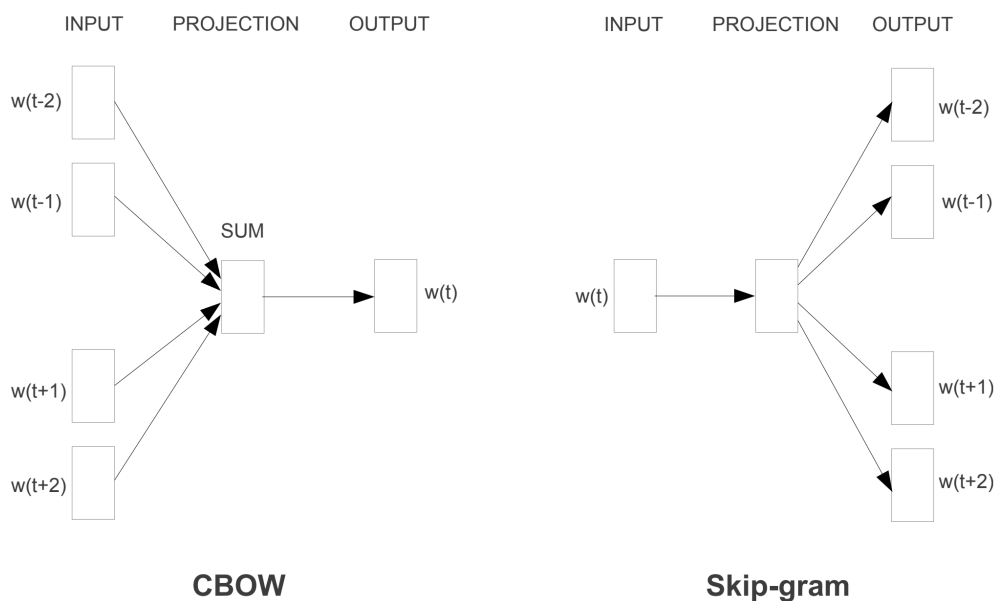 INPUT PROJECTION OUTPUT
w(t-2)
w(t-1)
SUM
w(t)
w(t+1)
w(t+2)
CBOW
INPUT PROJECTION OUTPUT
w(t-2)
w(t-1)
w(t)
w(t+1)
w(t+2)
Skip-gram